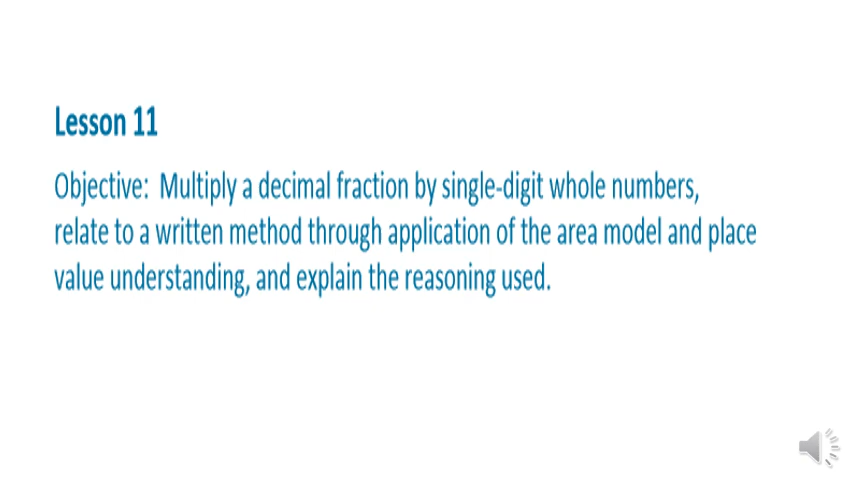 Lesson 11
Objective: Multiply a decimal fraction by single-digit whole numbers,
relate to a written method through application of the area model and place
value understanding, and explain the reasoning used.